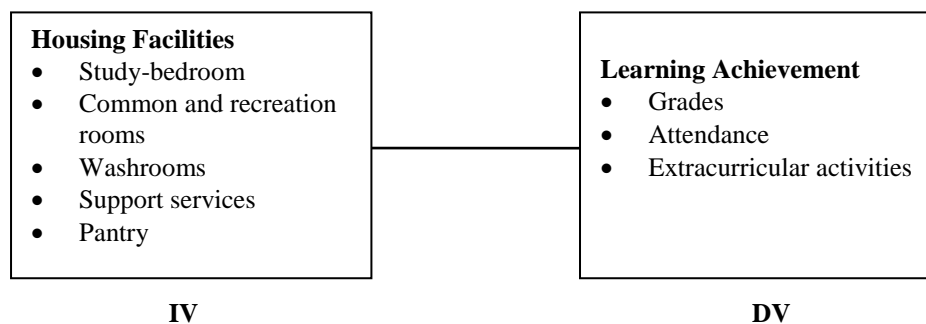 Housing Facilities
• Study-bedroom
• Common and recreation
rooms
• Washrooms
• Support services
• Pantry
Learning Achievement
• Grades
• Attendance
• Extracurricular activities
IV
DV